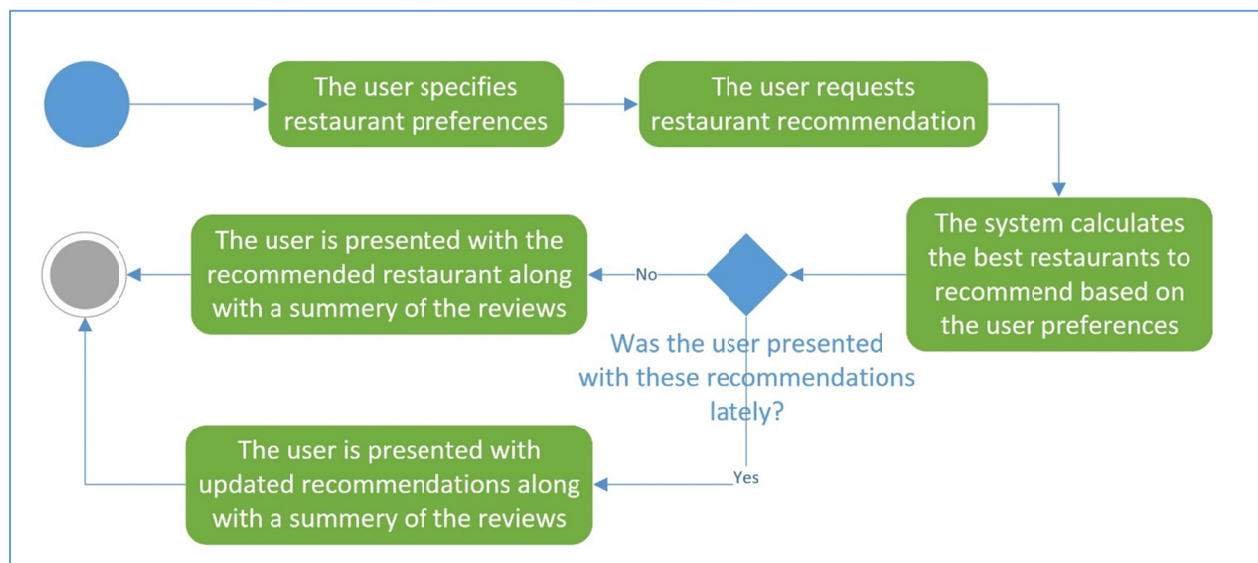 The user specifies
restaurant preferences
The user requests
restaurant recommendation
The system calculates
the best restaurants to
recommend based on
the user preferences
The user is presented with the
recommended restaurant along
with a summery of the reviews
No
Was the user presented
with these recommendations
lately?
Yes
The user is presented with
updated recommendations along
with a summery of the reviews